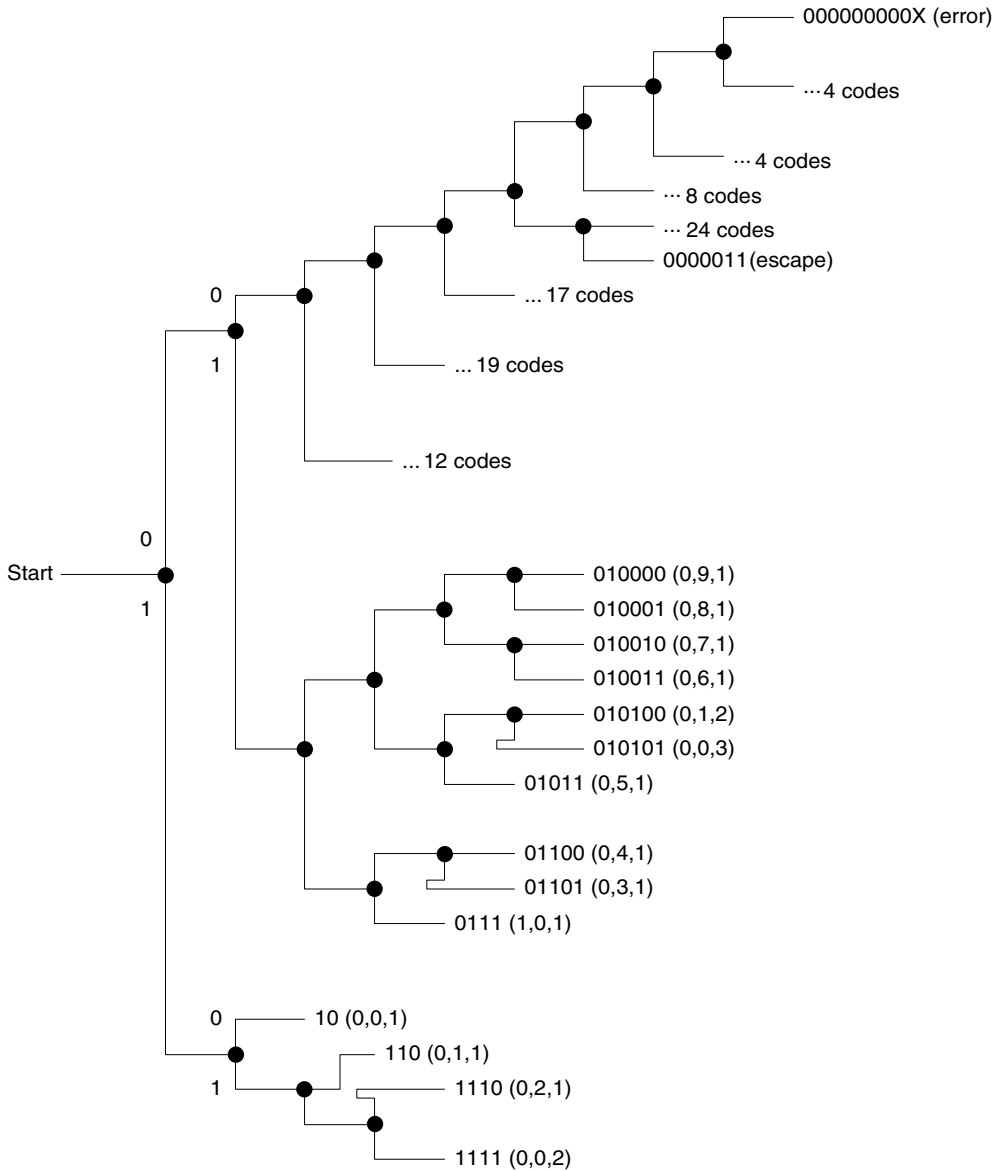 000000000X (error)
... 4 codes
... 4 codes
... 8 codes
... 24 codes
0000011 (escape)
0
... 17 codes
1
... 19 codes
... 12 codes
0
Start
1
010000 (0,9,1)
010001 (0,8,1)
010010 (0,7,1)
010011 (0,6,1)
010100 (0,1,2)
010101 (0,0,3)
01011 (0,5,1)
01100 (0,4,1)
01101 (0,3,1)
0111 (1,0,1)
0
10 (0,0,1)
110 (0,1,1)
1
1110 (0,2,1)
1111 (0,0,2)